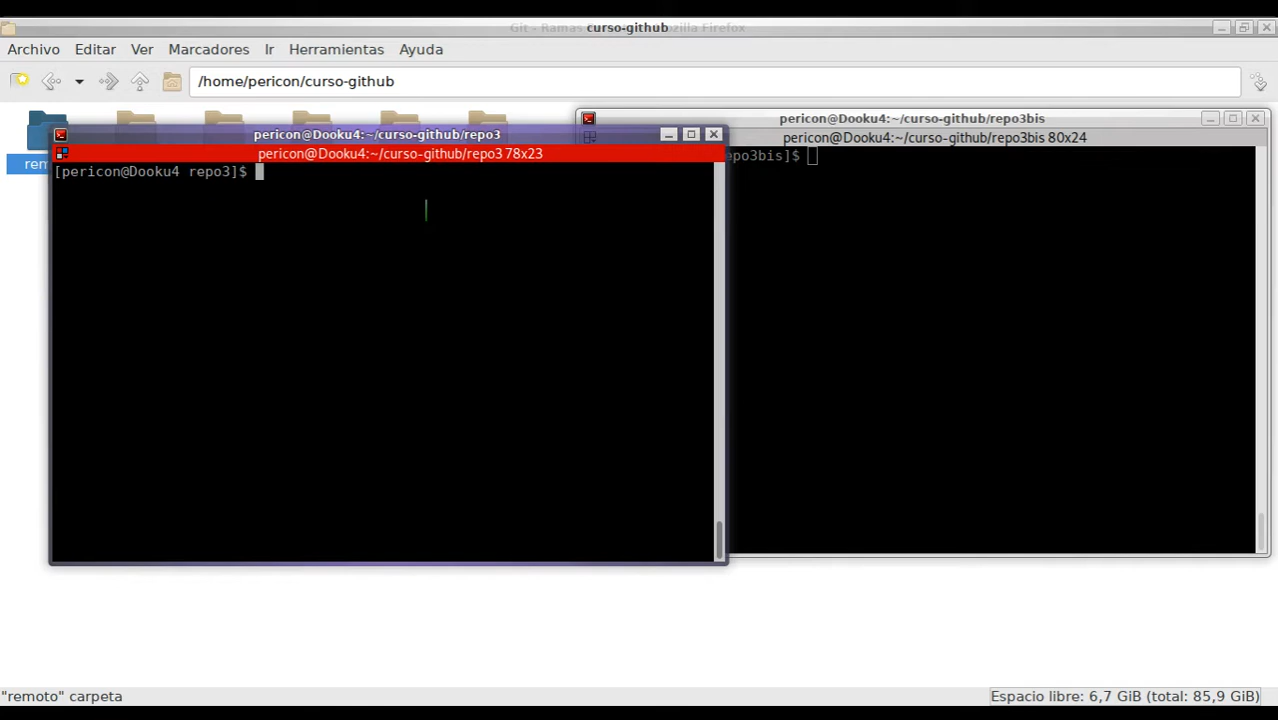 Git - Ramas curso-github zilla Firefox
Archivo Editar Ver Marcadores Ir Herramientas Ayuda
/home/pericon/curso-github
pericon@Dooku4:~/curso-github/repo3bis
pericon@Dooku4:~/curso-github/repo3bis 80x24
epo3bis]$
rem
pericon@Dooku4:~/curso-github/repo3
pericon@Dooku4:~/curso-github/repo3 78x23
[pericon@Dooku4 repo3]$
"remoto" carpeta
Espacio libre: 6,7 GiB (total: 85,9 GiB)